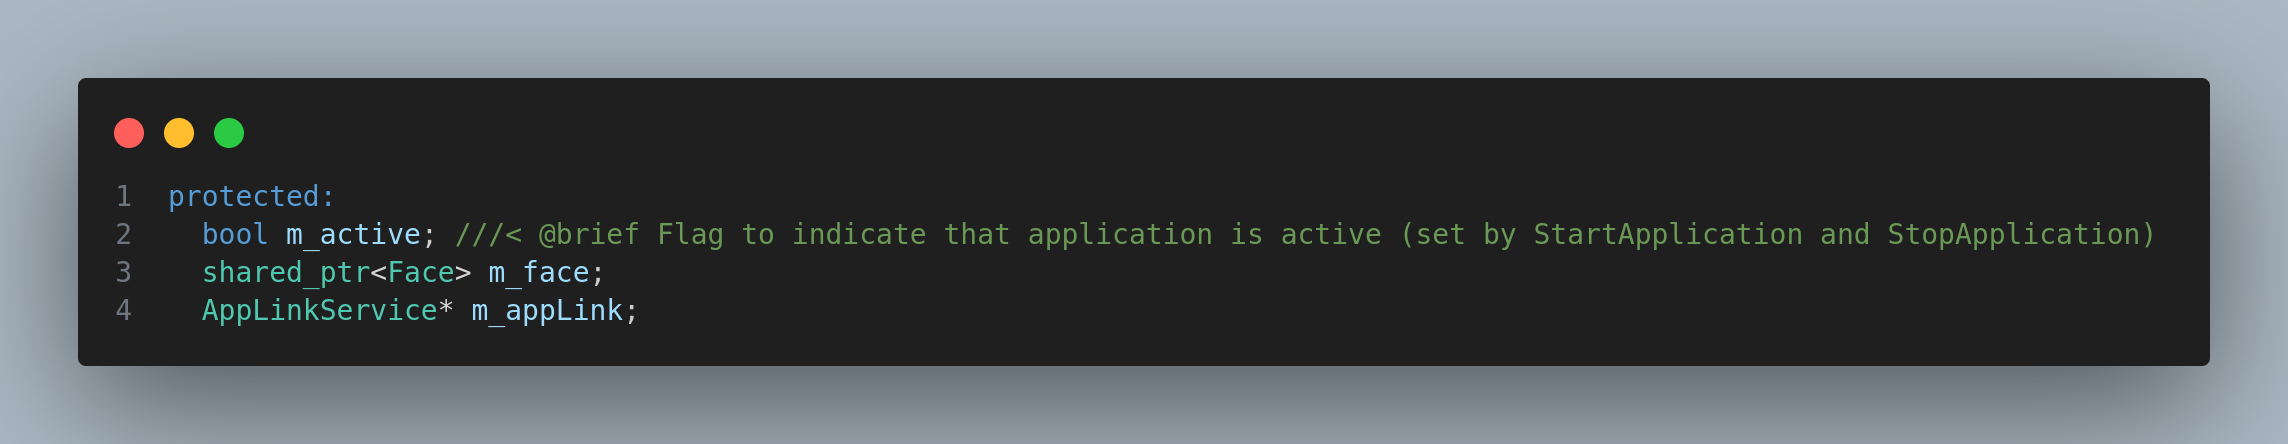 1 protected:
2   bool m_active; ///< @brief Flag to indicate that application is active (set by StartApplication and StopApplication)
3   shared_ptr<Face> m_face;
4   AppLinkService* m_appLink;